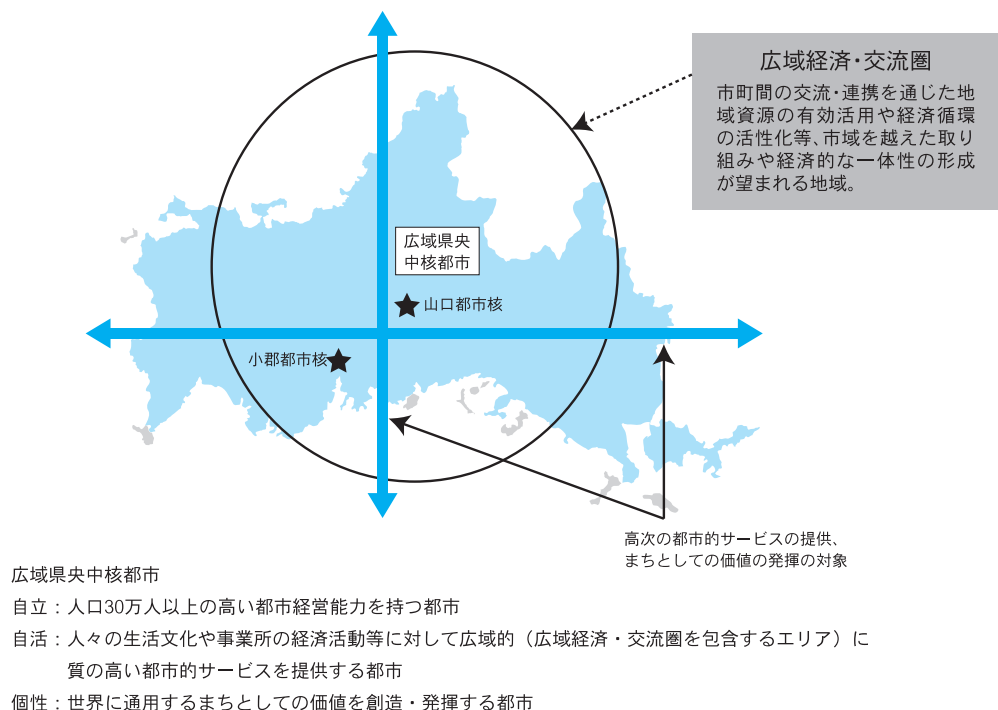 広域経済・交流圏
市町間の交流・連携を通じた地
域資源の有効活用や経済循環
の活性化等、市域を越えた取り
組みや経済的な一体性の形成
が望まれる地域。
広域県央
中核都市
山口都市核
小郡都市核
高次の都市的サービスの提供、
まちとしての価値の発揮の対象
広域県央中核都市
自立：人口30万人以上の高い都市経営能力を持つ都市
自活：人々の生活文化や事業所の経済活動等に対して広域的（広域経済・交流圏を包含するエリア）に
質の高い都市的サービスを提供する都市
個性：世界に通用するまちとしての価値を創造・発揮する都市